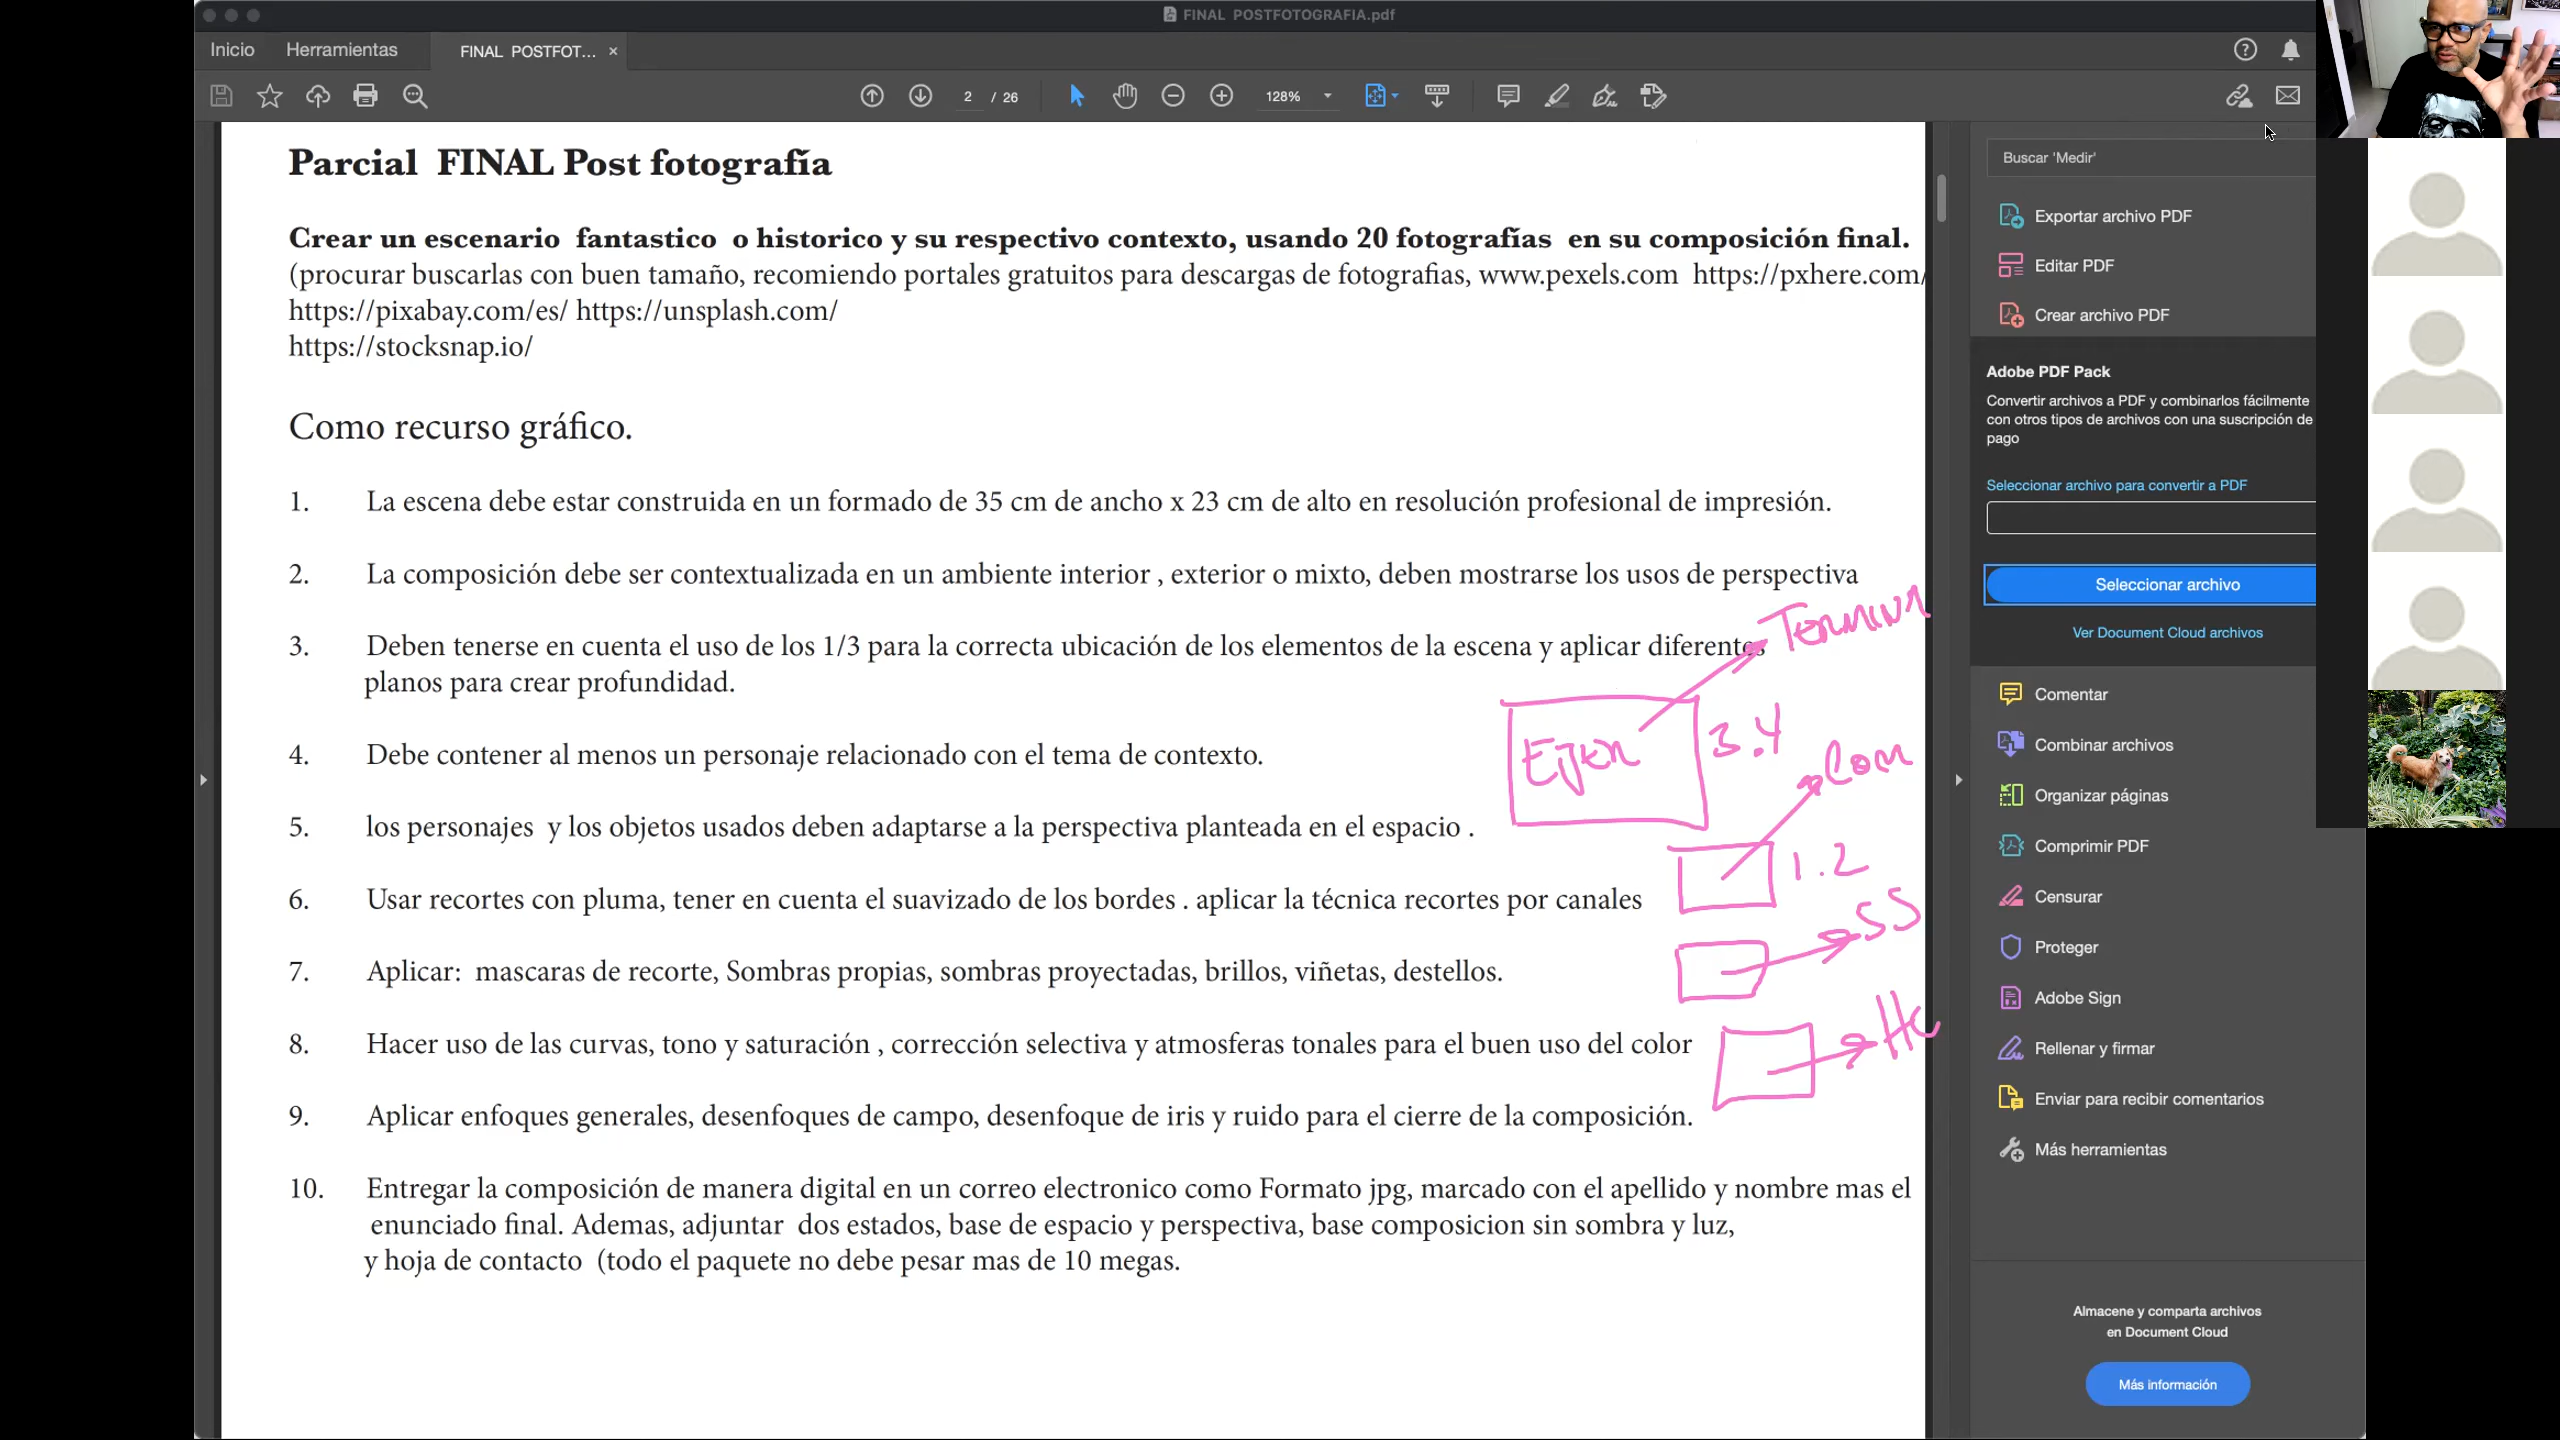 FINAL POSTFOTOGRAFIA.pdf
Inicio
Herramientas
FINAL POSTFOT... ×
2 / 26
128%
Parcial FINAL Post fotografía
Crear un escenario fantastico o historico y su respectivo contexto, usando 20 fotografías en su composición final.
(procurar buscarlas con buen tamaño, recomiendo portales gratuitos para descargas de fotografias, www.pexels.com https://pxhere.com/
https://pixabay.com/es/ https://unsplash.com/
https://stocksnap.io/
Como recurso gráfico.
1. La escena debe estar construida en un formado de 35 cm de ancho x 23 cm de alto en resolución profesional de impresión.
2. La composición debe ser contextualizada en un ambiente interior , exterior o mixto, deben mostrarse los usos de perspectiva
3. Deben tenerse en cuenta el uso de los 1/3 para la correcta ubicación de los elementos de la escena y aplicar diferentes
planos para crear profundidad.
4. Debe contener al menos un personaje relacionado con el tema de contexto.
5. los personajes y los objetos usados deben adaptarse a la perspectiva planteada en el espacio .
6. Usar recortes con pluma, tener en cuenta el suavizado de los bordes . aplicar la técnica recortes por canales
7. Aplicar: mascaras de recorte, Sombras propias, sombras proyectadas, brillos, viñetas, destellos.
8. Hacer uso de las curvas, tono y saturación , corrección selectiva y atmosferas tonales para el buen uso del color
9. Aplicar enfoques generales, desenfoques de campo, desenfoque de iris y ruido para el cierre de la composición.
10. Entregar la composición de manera digital en un correo electronico como Formato jpg, marcado con el apellido y nombre mas el
enunciado final. Ademas, adjuntar dos estados, base de espacio y perspectiva, base composicion sin sombra y luz,
y hoja de contacto (todo el paquete no debe pesar mas de 10 megas.
3.4
Com
1.2
SS
HC
Buscar 'Medir'
Exportar archivo PDF
Editar PDF
Crear archivo PDF
Adobe PDF Pack
Convertir archivos a PDF y combinarlos fácilmente
con otros tipos de archivos con una suscripción de
pago
Seleccionar archivo para convertir a PDF
Seleccionar archivo
Ver Document Cloud archivos
Comentar
Combinar archivos
Organizar páginas
Comprimir PDF
Censurar
Proteger
Adobe Sign
Rellenar y firmar
Enviar para recibir comentarios
Más herramientas
Almacene y comparta archivos
en Document Cloud
Más información